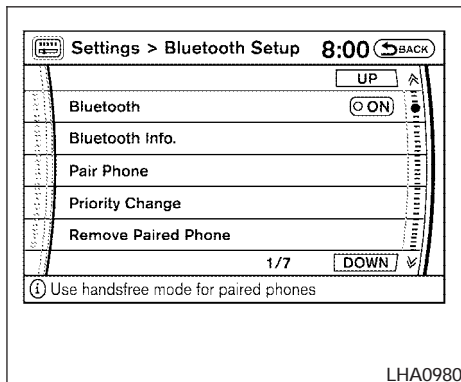 Settings > Bluetooth Setup 8:00 BACK
UP
Bluetooth ON
Bluetooth Info.
Pair Phone
Priority Change
Remove Paired Phone
1/7 DOWN
i Use handsfree mode for paired phones
LHA0980